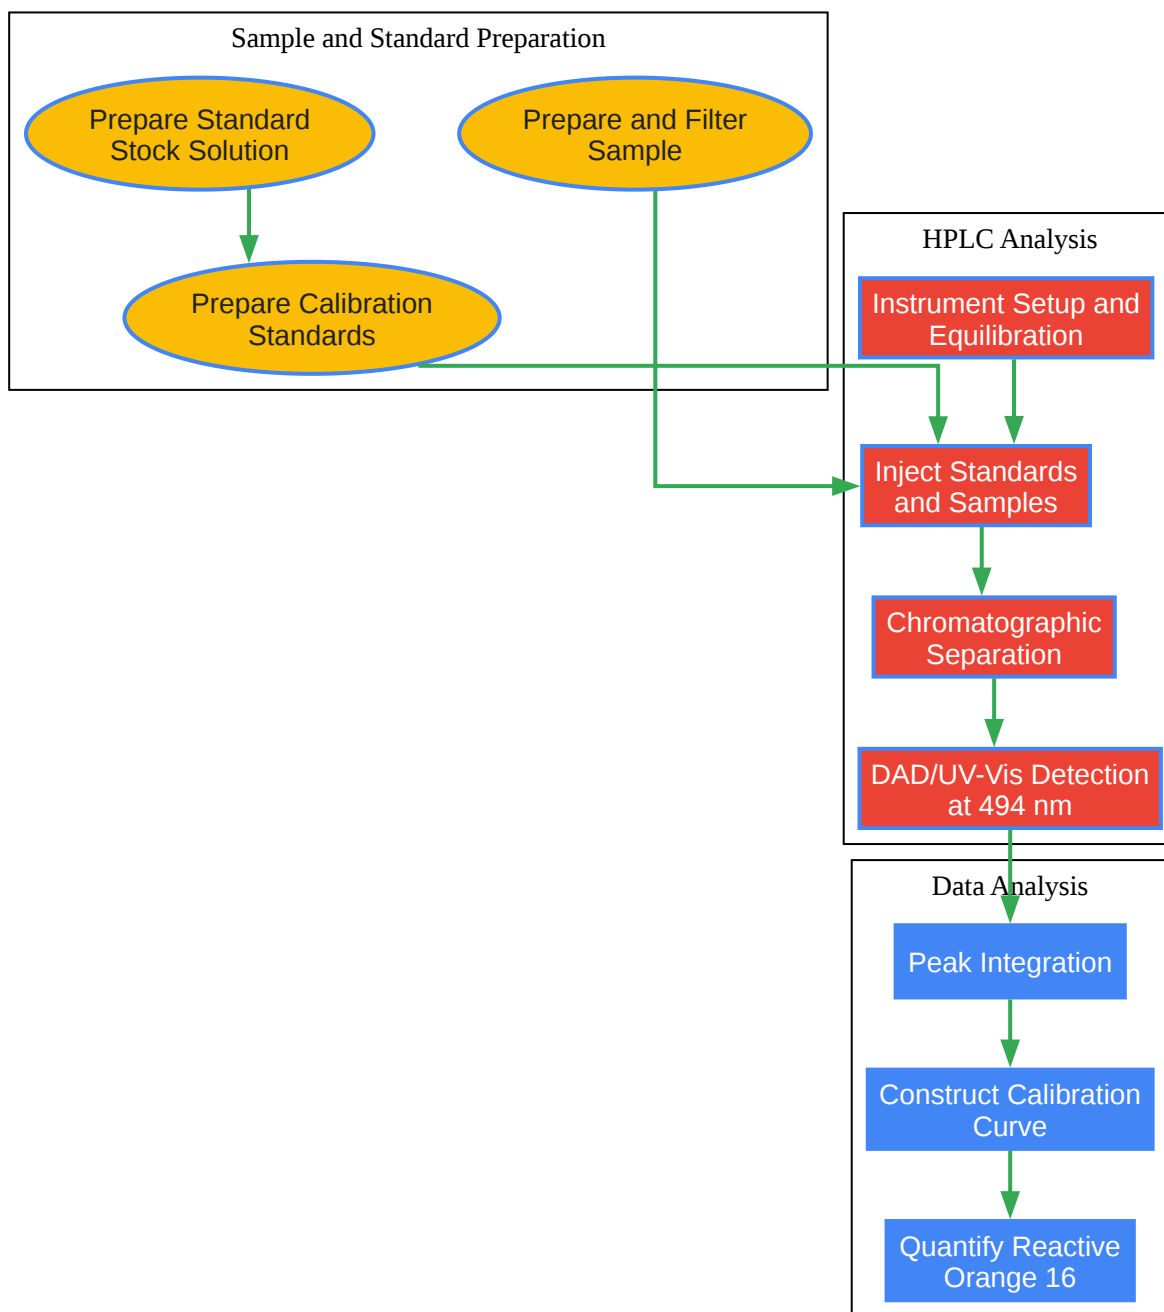 Sample and Standard Preparation
Prepare Standard
Stock Solution
Prepare and Filter
Sample
Prepare Calibration
Standards
HPLC Analysis
Instrument Setup and
Equilibration
Inject Standards
and Samples
Chromatographic
Separation
DAD/UV-Vis Detection
at 494 nm
Data Analysis
Peak Integration
Construct Calibration
Curve
Quantify Reactive
Orange 16